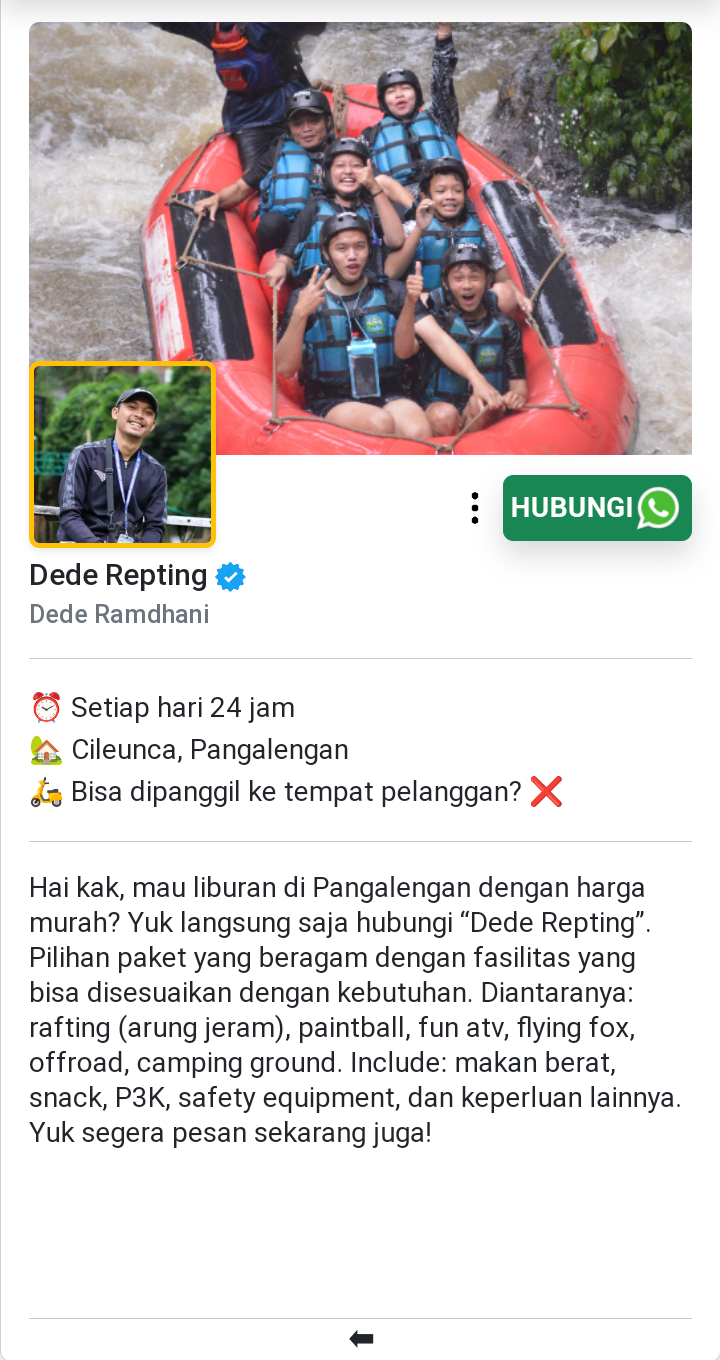 HUBUNGI
Dede Repting
Dede Ramdhani
⏰ Setiap hari 24 jam
🏡 Cileunca, Pangalengan
🛵 Bisa dipanggil ke tempat pelanggan? ❌
Hai kak, mau liburan di Pangalengan dengan harga
murah? Yuk langsung saja hubungi “Dede Repting”.
Pilihan paket yang beragam dengan fasilitas yang
bisa disesuaikan dengan kebutuhan. Diantaranya:
rafting (arung jeram), paintball, fun atv, flying fox,
offroad, camping ground. Include: makan berat,
snack, P3K, safety equipment, dan keperluan lainnya.
Yuk segera pesan sekarang juga!